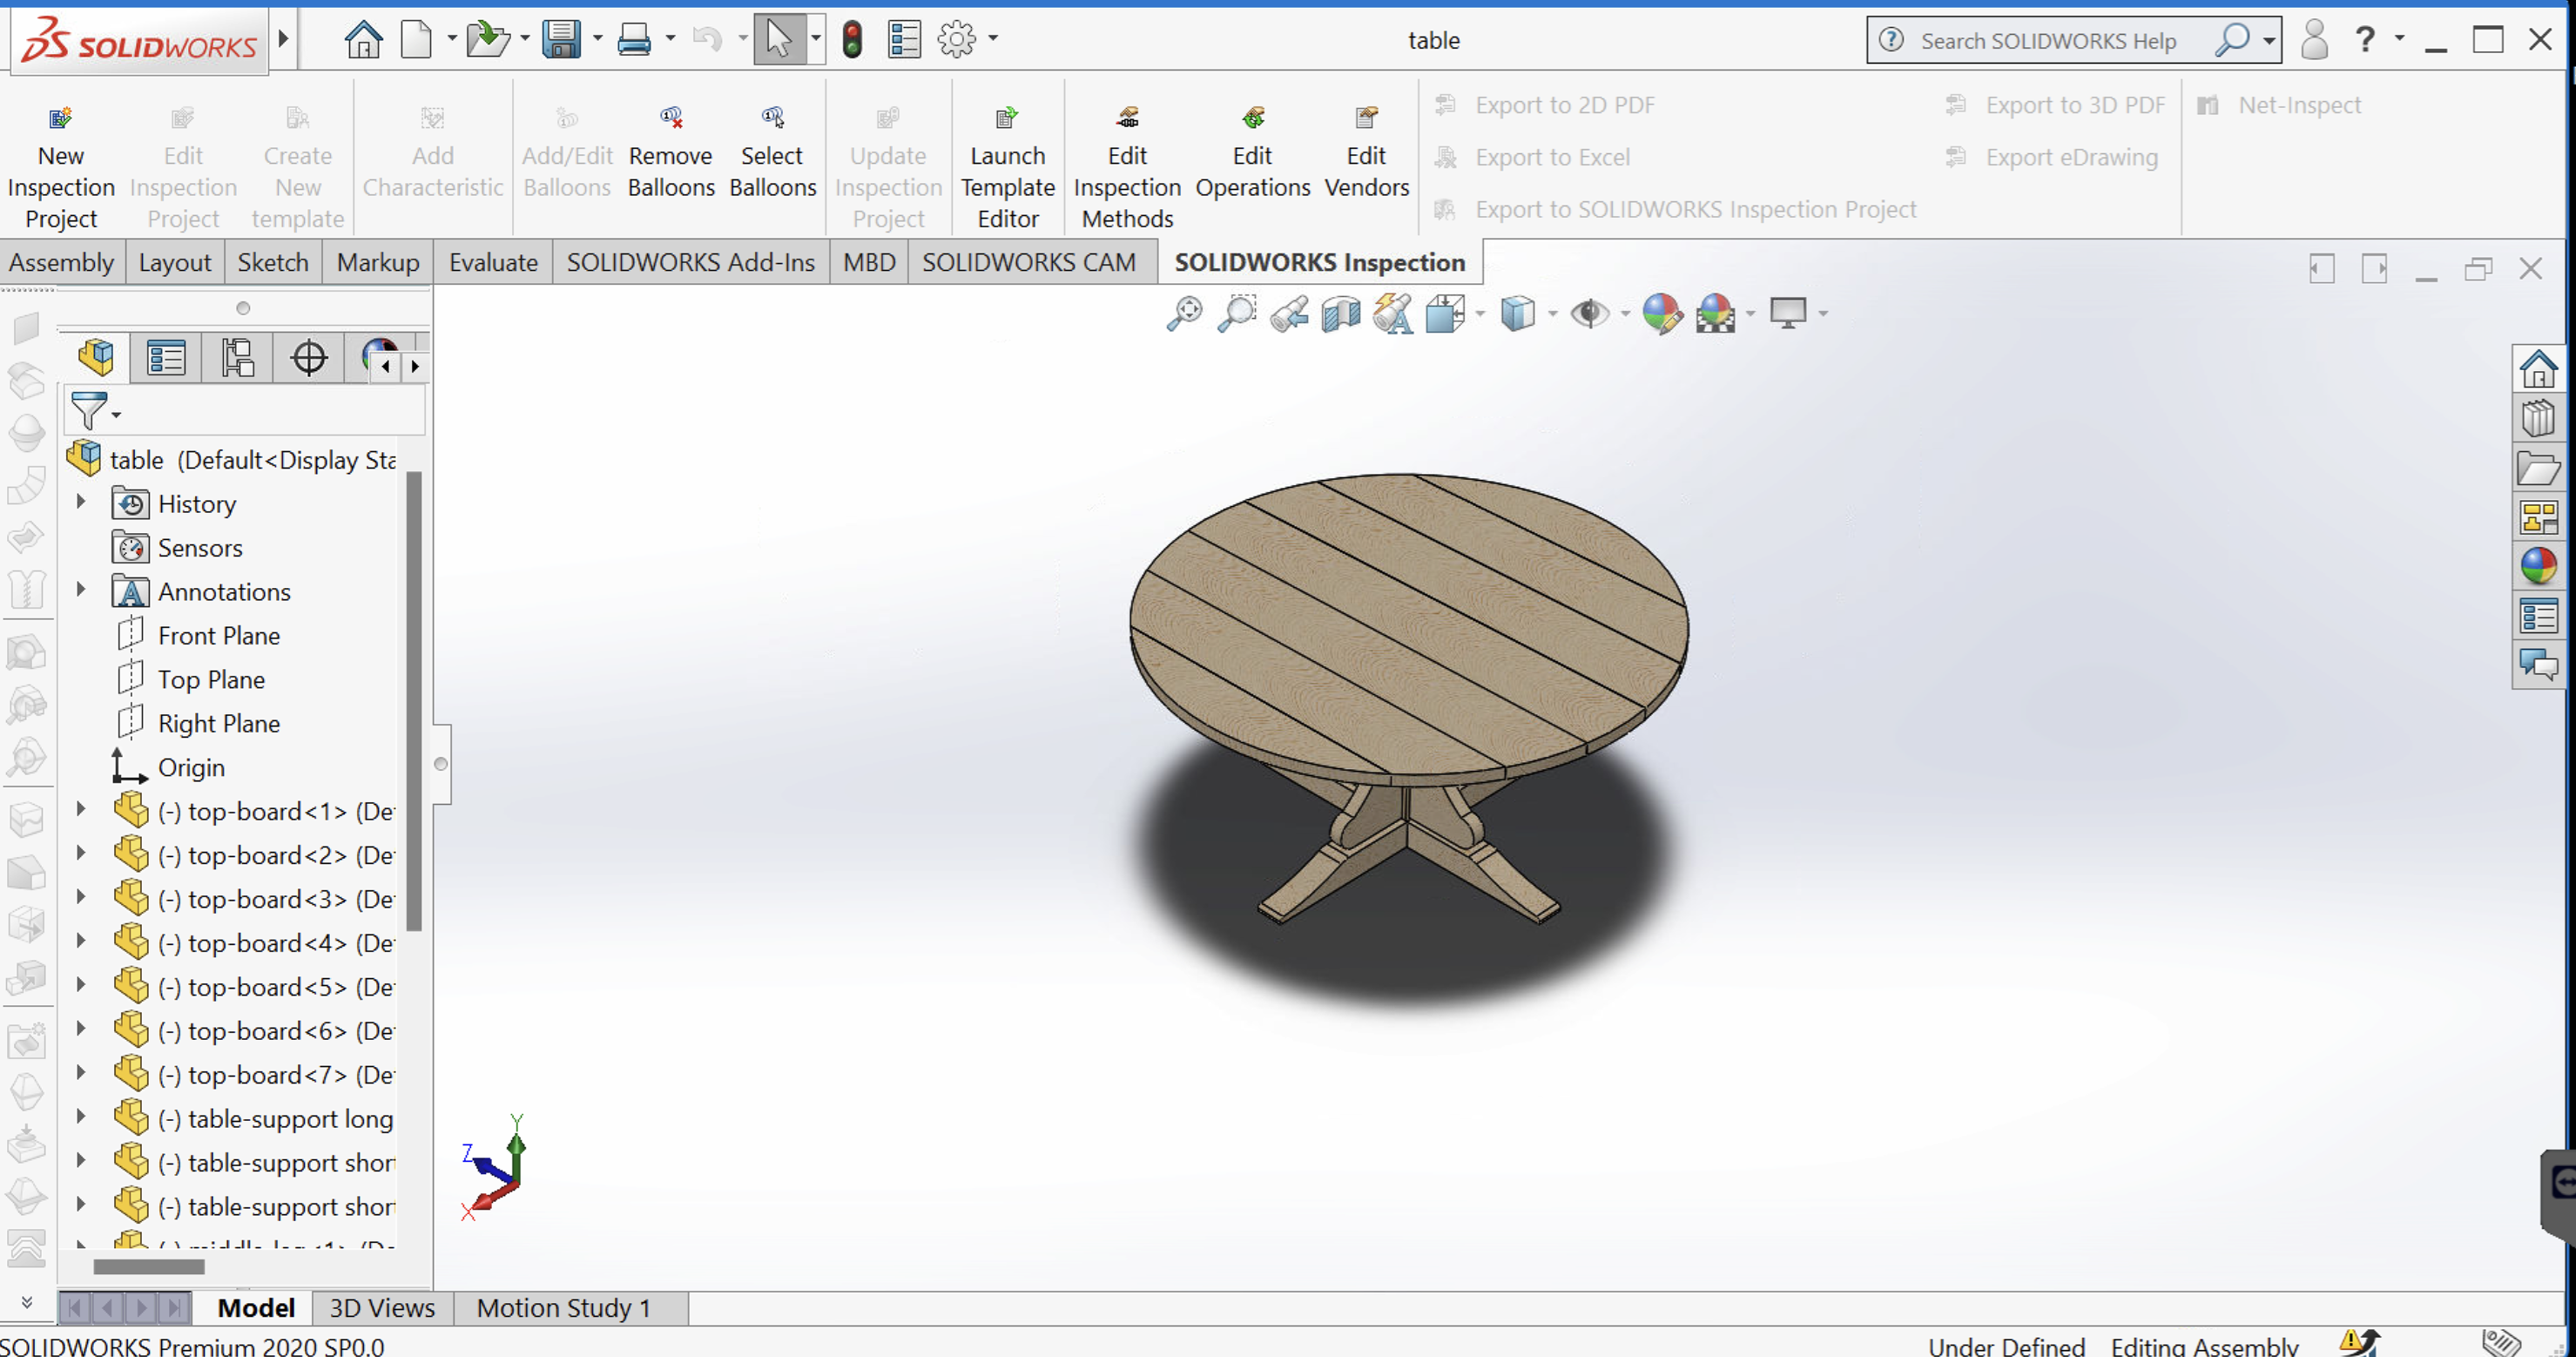 SOLIDWORKS
table
Search SOLIDWORKS Help
?
New Inspection Project
Edit Inspection Project
Create New template
Add Characteristic
Add/Edit Balloons
Remove Balloons
Select Balloons
Update Inspection Project
Launch Template Editor
Edit Inspection Methods
Edit Operations
Edit Vendors
Export to 2D PDF
Export to Excel
Export to SOLIDWORKS Inspection Project
Export to 3D PDF
Export eDrawing
Net-Inspect
Assembly Layout Sketch Markup Evaluate SOLIDWORKS Add-Ins MBD SOLIDWORKS CAM SOLIDWORKS Inspection
table (Default<Display Sta
History
Sensors
Annotations
Front Plane
Top Plane
Right Plane
Origin
(-) top-board<1> (De
(-) top-board<2> (De
(-) top-board<3> (De
(-) top-board<4> (De
(-) top-board<5> (De
(-) top-board<6> (De
(-) top-board<7> (De
(-) table-support long
(-) table-support shor
(-) table-support shor
Y
Z
X
Model 3D Views Motion Study 1
SOLIDWORKS Premium 2020 SP0.0
Under Defined Editing Assembly